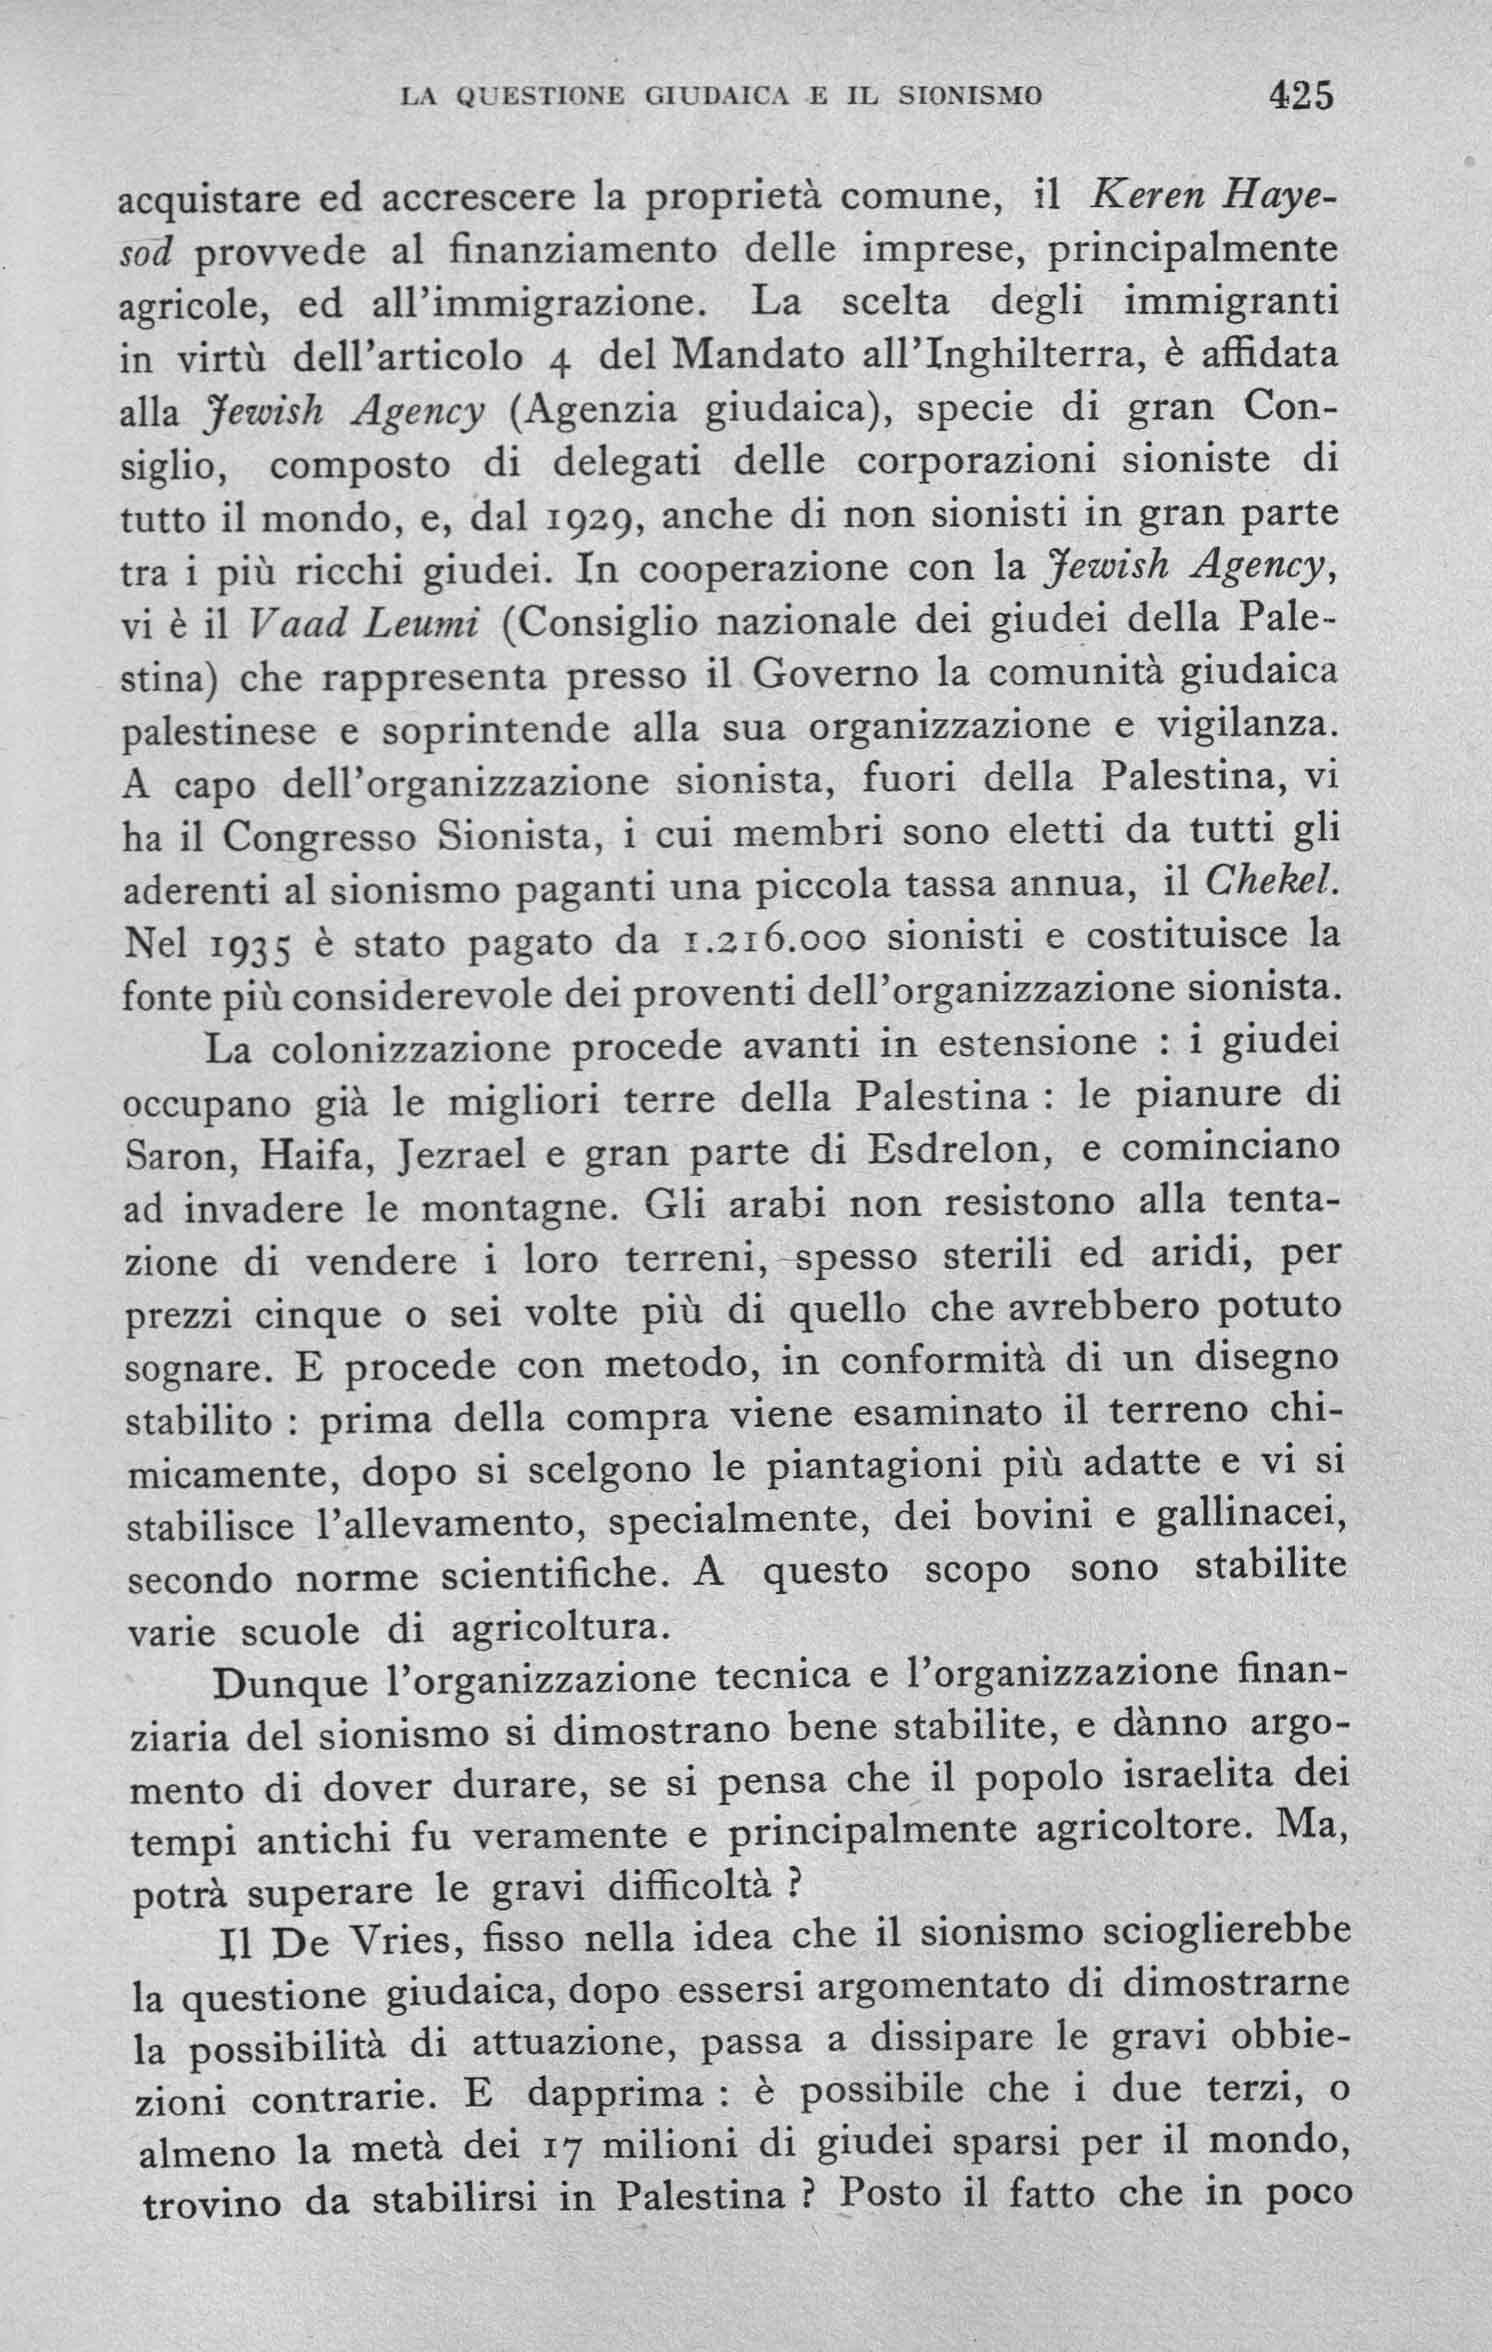 LA QUESTIONE GIUDAICA E IL SIONISMO 425
acquistare ed accrescere la proprietà comune, il Keren Haye-
sod provvede al finanziamento delle imprese, principalmente
agricole, ed all'immigrazione. La scelta degli immigranti
in virtù dell'articolo 4 del Mandato all'Inghilterra, è affidata
alla Jewish Agency (Agenzia giudaica), specie di gran Con-
siglio, composto di delegati delle corporazioni sioniste di
tutto il mondo, e, dal 1929, anche di non sionisti in gran parte
tra i più ricchi giudei. In cooperazione con la Jewish Agency,
vi è il Vaad Leumi (Consiglio nazionale dei giudei della Pale-
stina) che rappresenta presso il Governo la comunità giudaica
palestinese e soprintende alla sua organizzazione e vigilanza.
A capo dell'organizzazione sionista, fuori della Palestina, vi
ha il Congresso Sionista, i cui membri sono eletti da tutti gli
aderenti al sionismo paganti una piccola tassa annua, il Chekel.
Nel 1935 è stato pagato da 1.216.000 sionisti e costituisce la
fonte più considerevole dei proventi dell'organizzazione sionista.
La colonizzazione procede avanti in estensione : i giudei
occupano già le migliori terre della Palestina : le pianure di
Saron, Haifa, Jezrael e gran parte di Esdrelon, e cominciano
ad invadere le montagne. Gli arabi non resistono alla tenta-
zione di vendere i loro terreni, spesso sterili ed aridi, per
prezzi cinque o sei volte più di quello che avrebbero potuto
sognare. E procede con metodo, in conformità di un disegno
stabilito : prima della compra viene esaminato il terreno chi-
micamente, dopo si scelgono le piantagioni più adatte e vi si
stabilisce l'allevamento, specialmente, dei bovini e gallinacei,
secondo norme scientifiche. A questo scopo sono stabilite
varie scuole di agricoltura.
Dunque l'organizzazione tecnica e l'organizzazione finan-
ziaria del sionismo si dimostrano bene stabilite, e dànno argo-
mento di dover durare, se si pensa che il popolo israelita dei
tempi antichi fu veramente e principalmente agricoltore. Ma,
potrà superare le gravi difficoltà ?
Il De Vries, fisso nella idea che il sionismo scioglierebbe
la questione giudaica, dopo essersi argomentato di dimostrarne
la possibilità di attuazione, passa a dissipare le gravi obbie-
zioni contrarie. E dapprima : è possibile che i due terzi, o
almeno la metà dei 17 milioni di giudei sparsi per il mondo,
trovino da stabilirsi in Palestina ? Posto il fatto che in poco